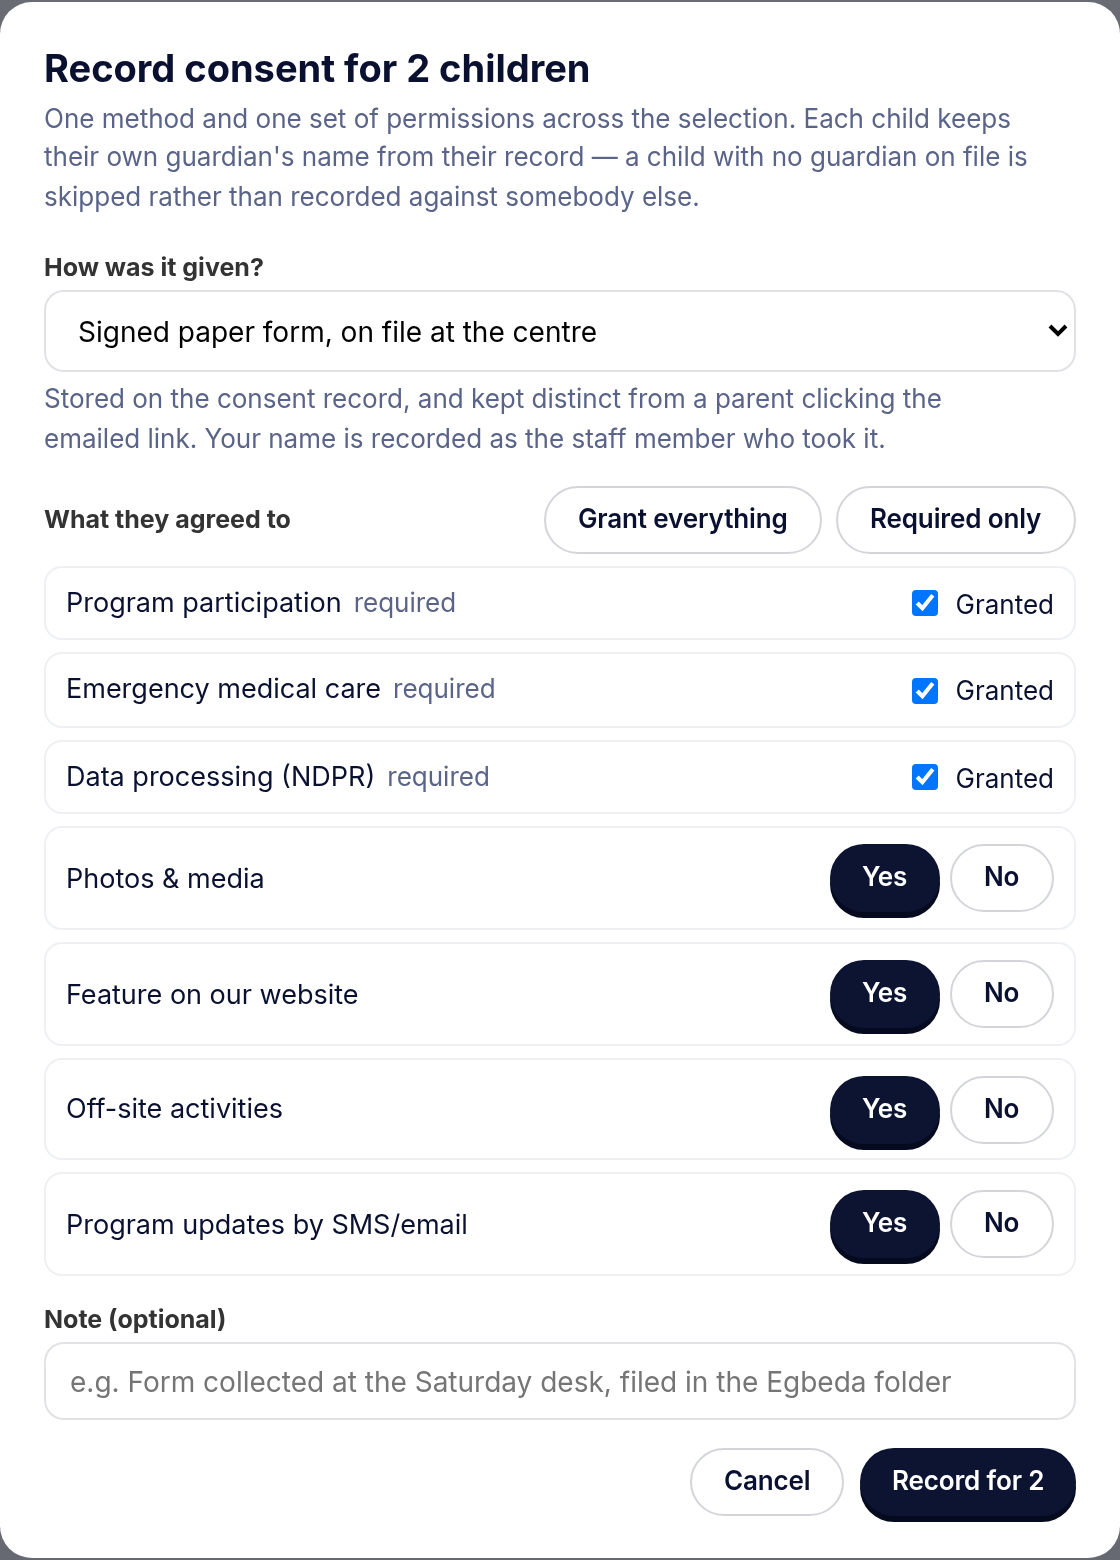 Record consent for 2 children
One method and one set of permissions across the selection. Each child keeps
their own guardian's name from their record — a child with no guardian on file is
skipped rather than recorded against somebody else.
How was it given?
Signed paper form, on file at the centre
Stored on the consent record, and kept distinct from a parent clicking the
emailed link. Your name is recorded as the staff member who took it.
What they agreed to Grant everything Required only
Program participation required Granted
Emergency medical care required Granted
Data processing (NDPR) required Granted
Photos & media Yes No
Feature on our website Yes No
Off-site activities Yes No
Program updates by SMS/email Yes No
Note (optional)
e.g. Form collected at the Saturday desk, filed in the Egbeda folder
Cancel Record for 2